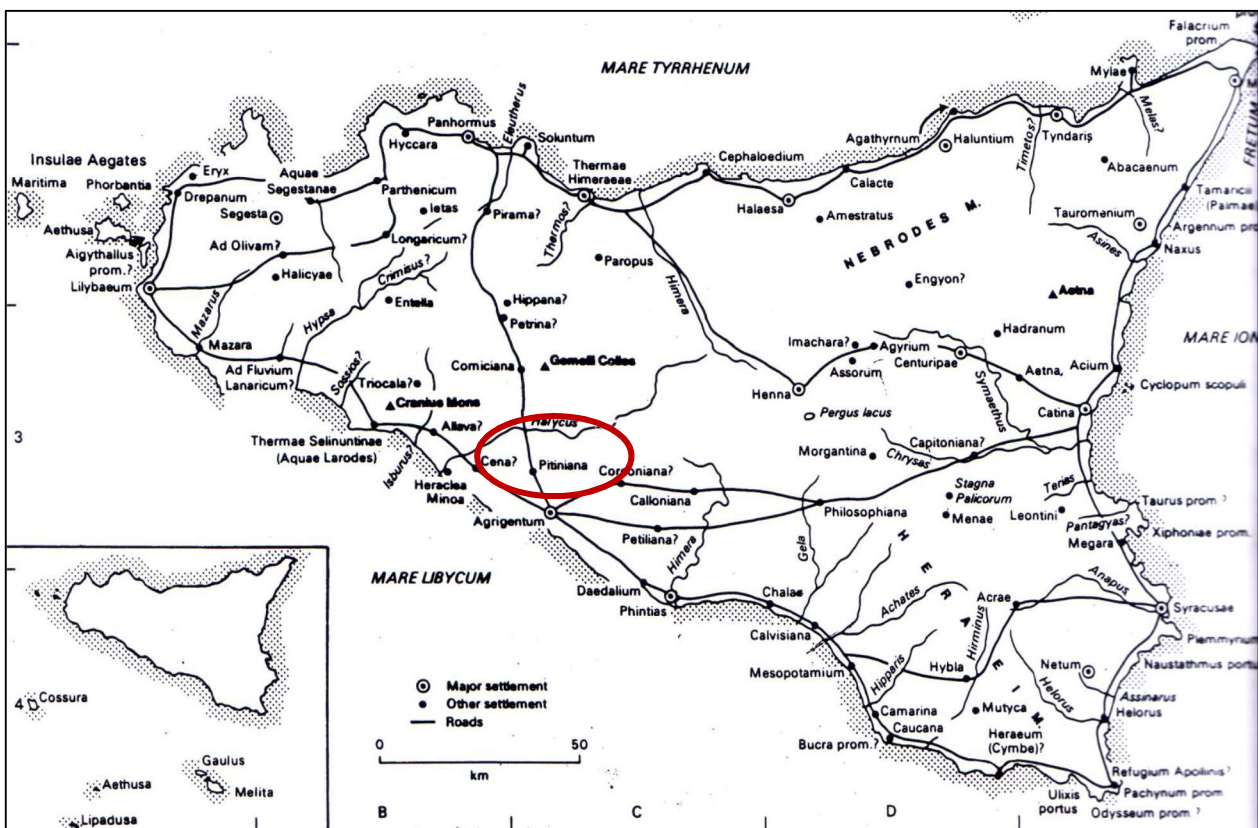 Falacrium
prom
MARE TYRRHENUM
Mylae
Melas?
Eleutherus
Panhormus
Soluntum
Hyccara
Agathyrnum
Haluntium
Timetos?
Tyndaris
Abacaenum
FRETUM
Insulae Aegates
Maritima
Phorbantia
Eryx
Drepanum
Aquae
Segestanae
Parthenicum
Ietas
Segesta
Thermae
Himeraeae
Cephaloedium
Calacte
Halaesa
Amestratus
Tauromenium
Tamaricia
(Palmae)
Argennum pro
Naxus
Asines
Aethusa
Aigythallus
prom.?
Lilybaeum
Ad Olivam?
Halicyae
Longaricum?
Pirama?
Thermos?
Paropus
Himera
NEBRODES M.
Engyon?
Aetna
Mazarus
Hypsa
Crimisus?
Entella
Hippana?
Petrina?
Hadranum
MARE ION
Mazara
Ad Fluvium
Lanaricum?
Sossios?
Triocala?
Comiciana
Gemelli Colles
Imachara?
Agyrium
Assorum
Centuripae
Aetna
Acium
Symaethus
Cyclopum scopuli
Cranius Mons
Henna
Pergus lacus
Catina
3
Thermae Selinuntinae
(Aquae Larodes)
Allava?
Isburus?
Halycus
Heraclea
Minoa
Cena?
Pitiniana
Corconiana?
Calloniana
Morgantina
Chrysas
Capitoniana?
Agrigentum
Petiliana?
Himera
Philosophiana
Gela
Stagna
Palicorum
Menae
Leontini
Terias
Pantagyas?
Taurus prom.?
Xiphoniae prom.
Megara
MARE LIBYCUM
Daedalium
Phintias
Chalae
Calvisiana
Achates
Acrae
Anapus
Syracusae
HERAEI M.
Mesopotamium
Hipparis
Hybla
Hirminus
Netum
Plemmyrium
Naustathmus portu
Assinarus
Helorus
Helorus
4
Cossura
Major settlement
Other settlement
Roads
0 50
km
Camarina
Caucana
Bucra prom.?
Mutyca
Heraeum
(Cymbe)?
Gaulus
Melita
Aethusa
Lipadusa
Refugium Apollinis?
Pachynum prom
Ulixis
portus
Odysseum prom.?
B C D